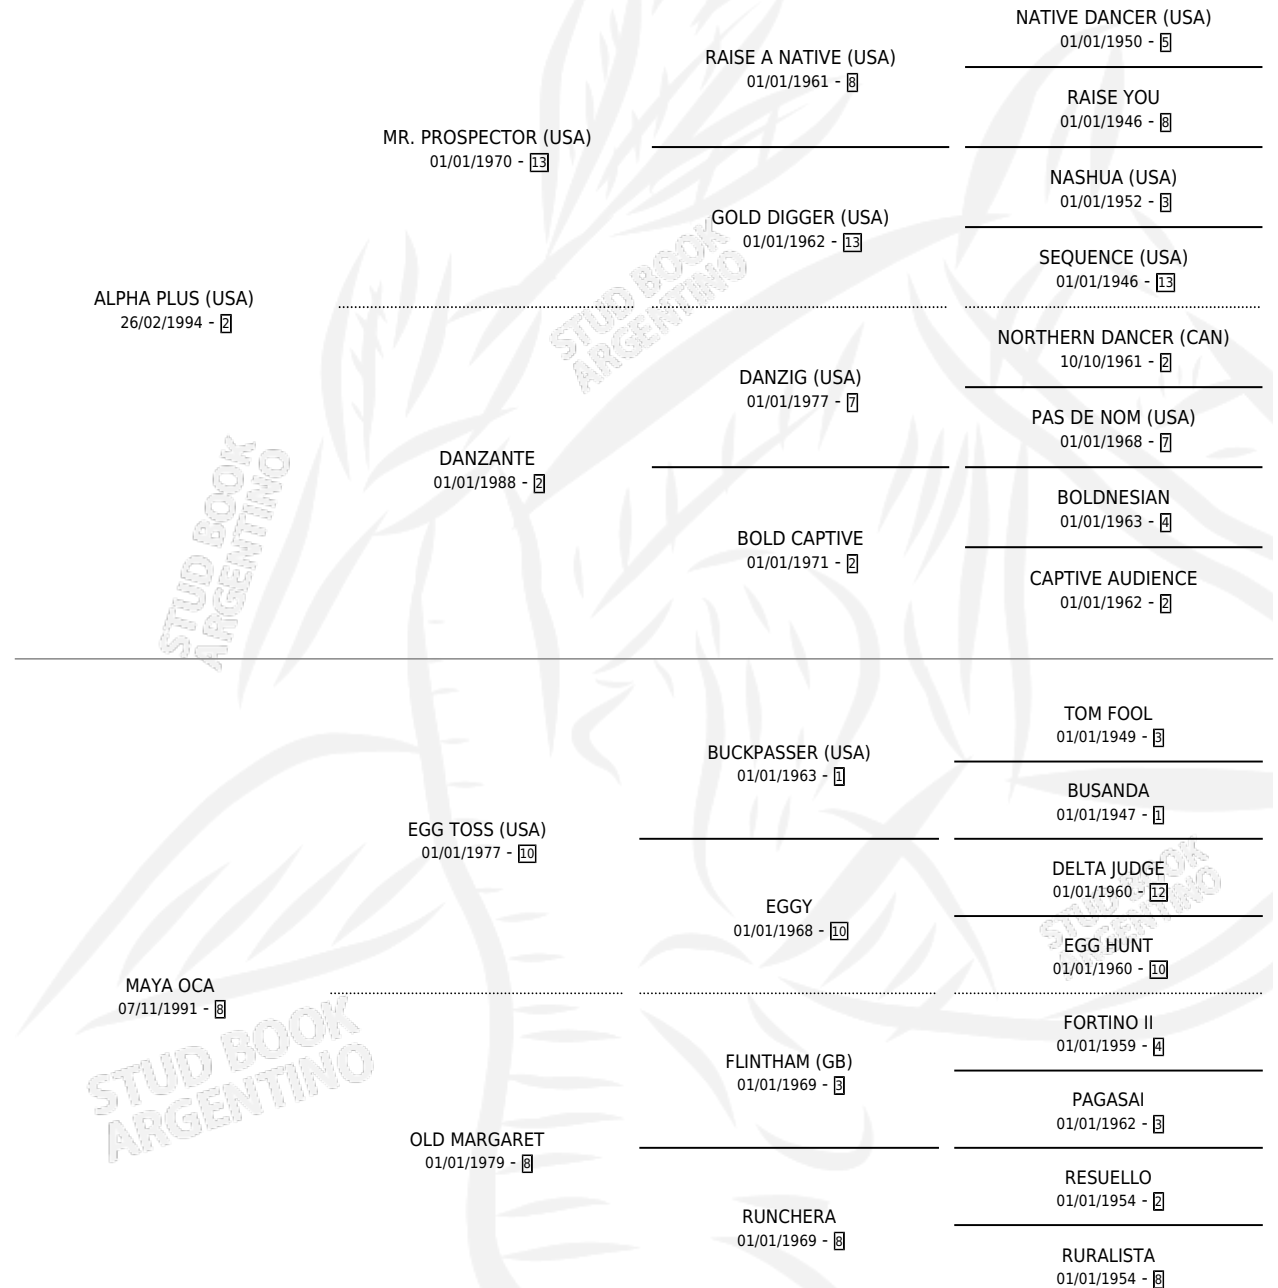 NATIVE DANCER (USA)
01/01/1950 - 5
RAISE A NATIVE (USA)
01/01/1961 - 8
RAISE YOU
01/01/1946 - 8
MR. PROSPECTOR (USA)
01/01/1970 - 13
NASHUA (USA)
01/01/1952 - 3
GOLD DIGGER (USA)
01/01/1962 - 13
SEQUENCE (USA)
01/01/1946 - 13
ALPHA PLUS (USA)
26/02/1994 - 2
STUD BOOK
ARGENTINO
NORTHERN DANCER (CAN)
10/10/1961 - 2
DANZIG (USA)
01/01/1977 - 7
PAS DE NOM (USA)
01/01/1968 - 7
DANZANTE
01/01/1988 - 2
BOLDNESIAN
01/01/1963 - 4
BOLD CAPTIVE
01/01/1971 - 2
CAPTIVE AUDIENCE
01/01/1962 - 2
STUD BOOK
ARGENTINO
TOM FOOL
01/01/1949 - 3
BUCKPASSER (USA)
01/01/1963 - 1
BUSANDA
01/01/1947 - 1
EGG TOSS (USA)
01/01/1977 - 10
DELTA JUDGE
01/01/1960 - 12
EGGY
01/01/1968 - 10
EGG HUNT
01/01/1960 - 10
STUD BOOK
ARGENTINO
MAYA OCA
07/11/1991 - 8
FORTINO II
01/01/1959 - 4
FLINTHAM (GB)
01/01/1969 - 3
PAGASAI
01/01/1962 - 3
STUD BOOK
ARGENTINO
OLD MARGARET
01/01/1979 - 8
RESUELLO
01/01/1954 - 2
RUNCHERA
01/01/1969 - 8
RURALISTA
01/01/1954 - 8